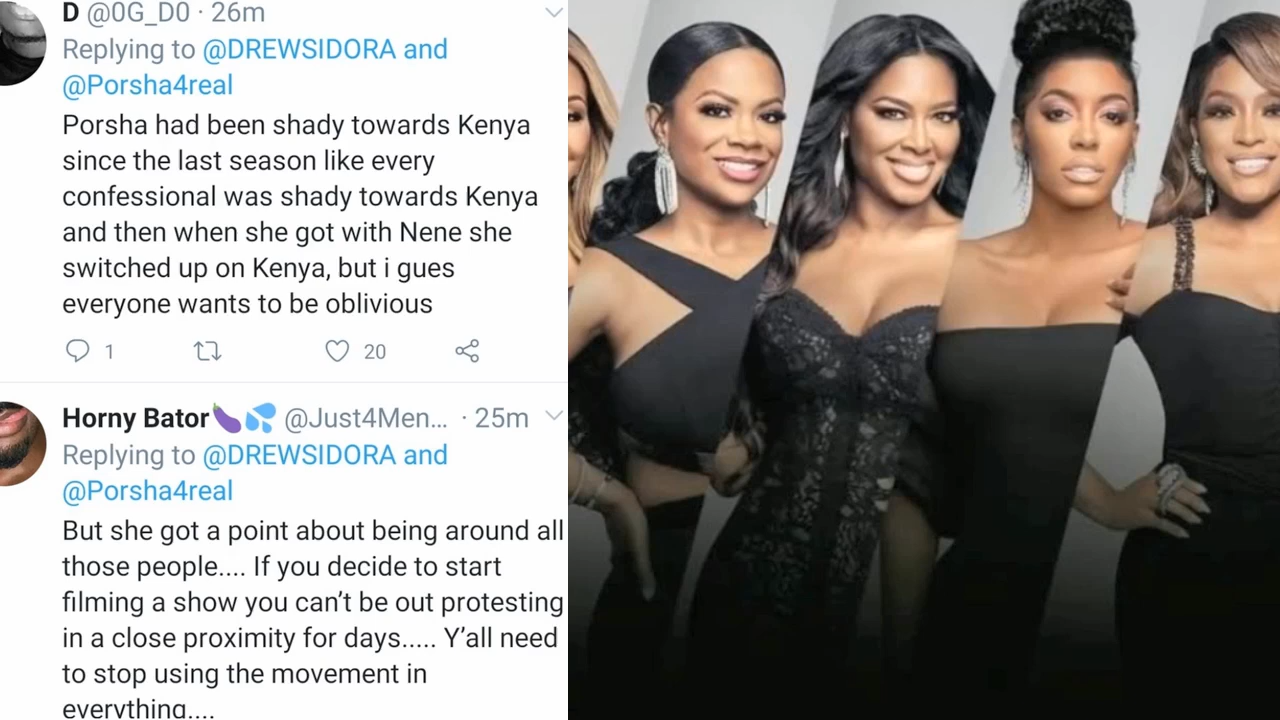 D @0G_D0 · 26m
Replying to @DREWSIDORA and
@Porsha4real
Porsha had been shady towards Kenya
since the last season like every
confessional was shady towards Kenya
and then when she got with Nene she
switched up on Kenya, but i gues
everyone wants to be oblivious
1 20
Horny Bator🍆💦 @Just4Men... · 25m
Replying to @DREWSIDORA and
@Porsha4real
But she got a point about being around all
those people.... If you decide to start
filming a show you can’t be out protesting
in a close proximity for days..... Y’all need
to stop using the movement in
everything....